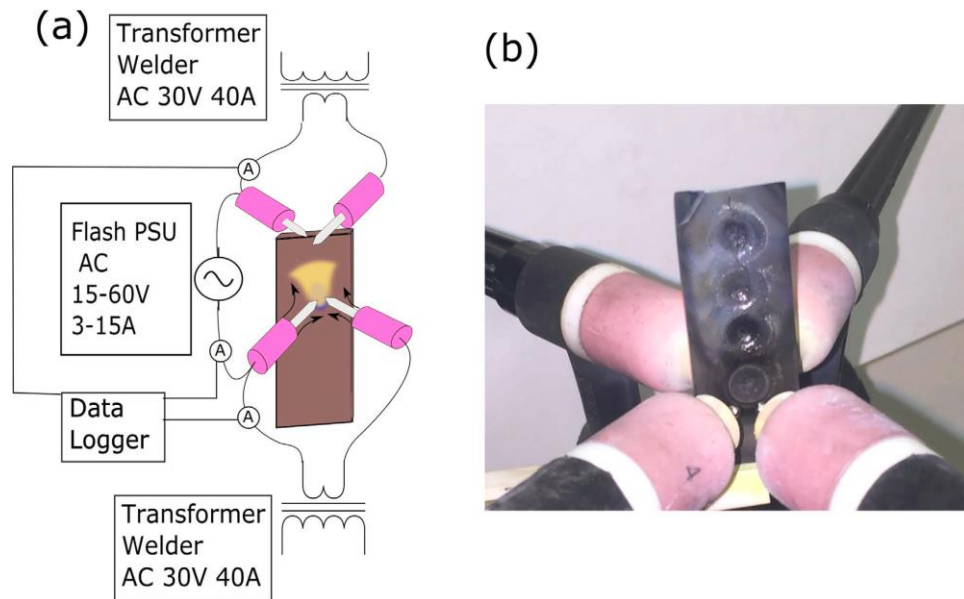 (a)
Transformer
Welder
AC 30V 40A
(b)
A
Flash PSU
AC
15-60V
3-15A
A
A
Data
Logger
Transformer
Welder
AC 30V 40A